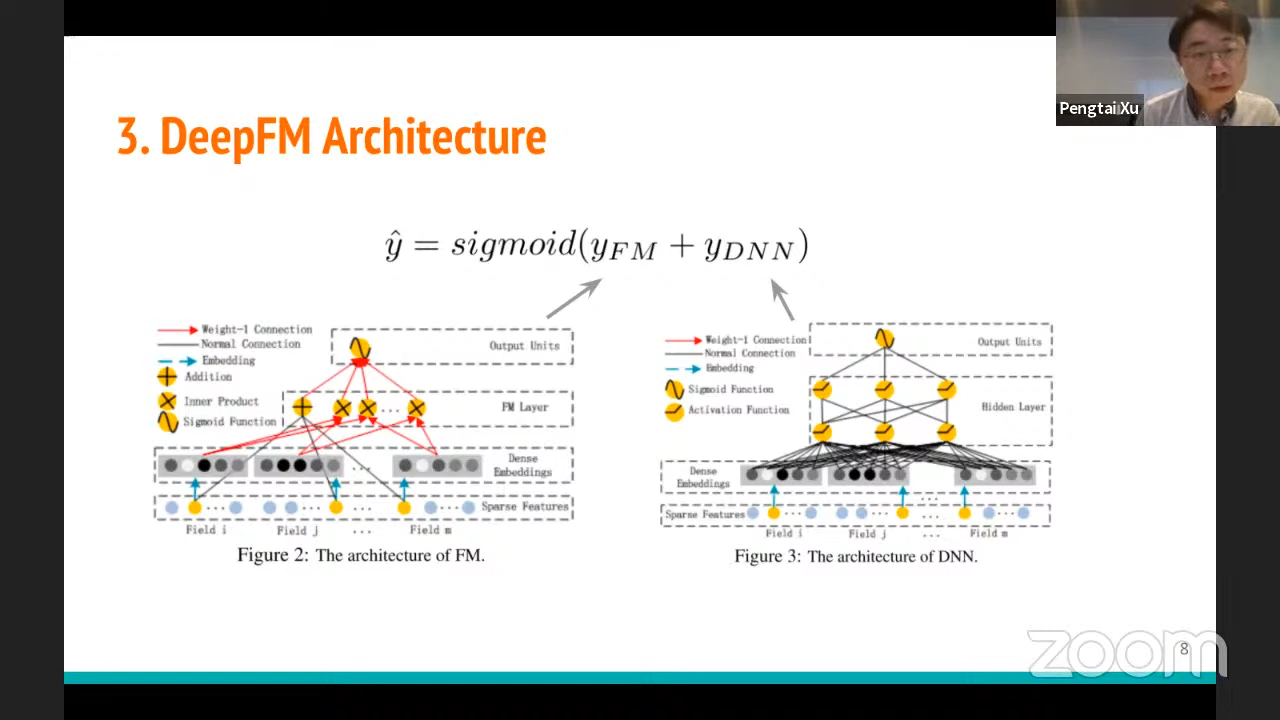 Pengtai Xu
3. DeepFM Architecture
ŷ = sigmoid(y_FM + y_DNN)
Weight-1 Connection
Normal Connection
Embedding
Addition
Inner Product
Sigmoid Function
Output Units
FM Layer
...
Dense
Embeddings
...
Sparse Features
... ... ... ...
Field i Field j ... Field m
Figure 2: The architecture of FM.
Weight-1 Connection
Normal Connection
Embedding
Sigmoid Function
Activation Function
Output Units
Hidden Layer
Dense
Embeddings
...
Sparse Features
... ... ... ...
Field i Field j ... Field m
Figure 3: The architecture of DNN.
zoom
8